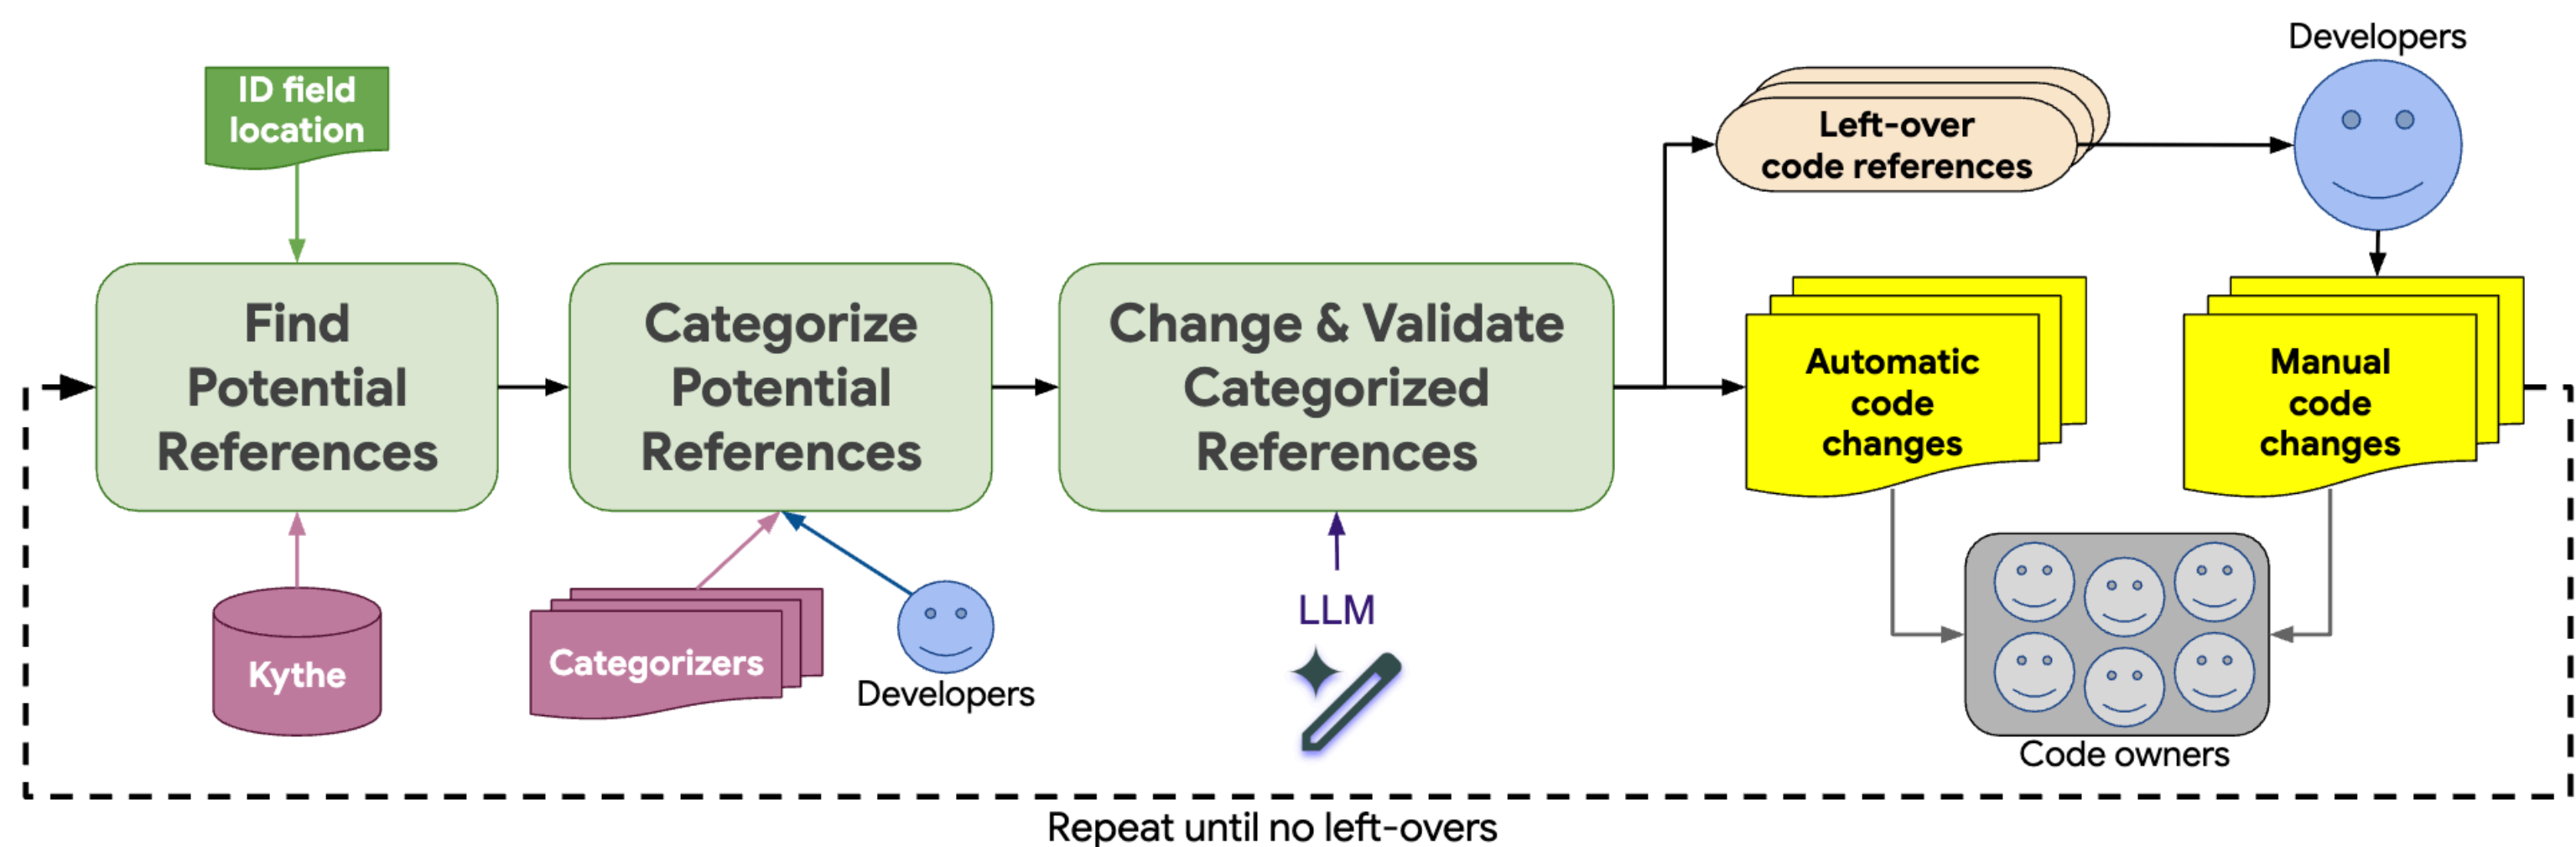 Developers
ID field
location
Left-over
code references
Find
Potential
References
Categorize
Potential
References
Change & Validate
Categorized
References
Automatic
code
changes
Manual
code
changes
Kythe
Categorizers
Developers
LLM
Code owners
Repeat until no left-overs